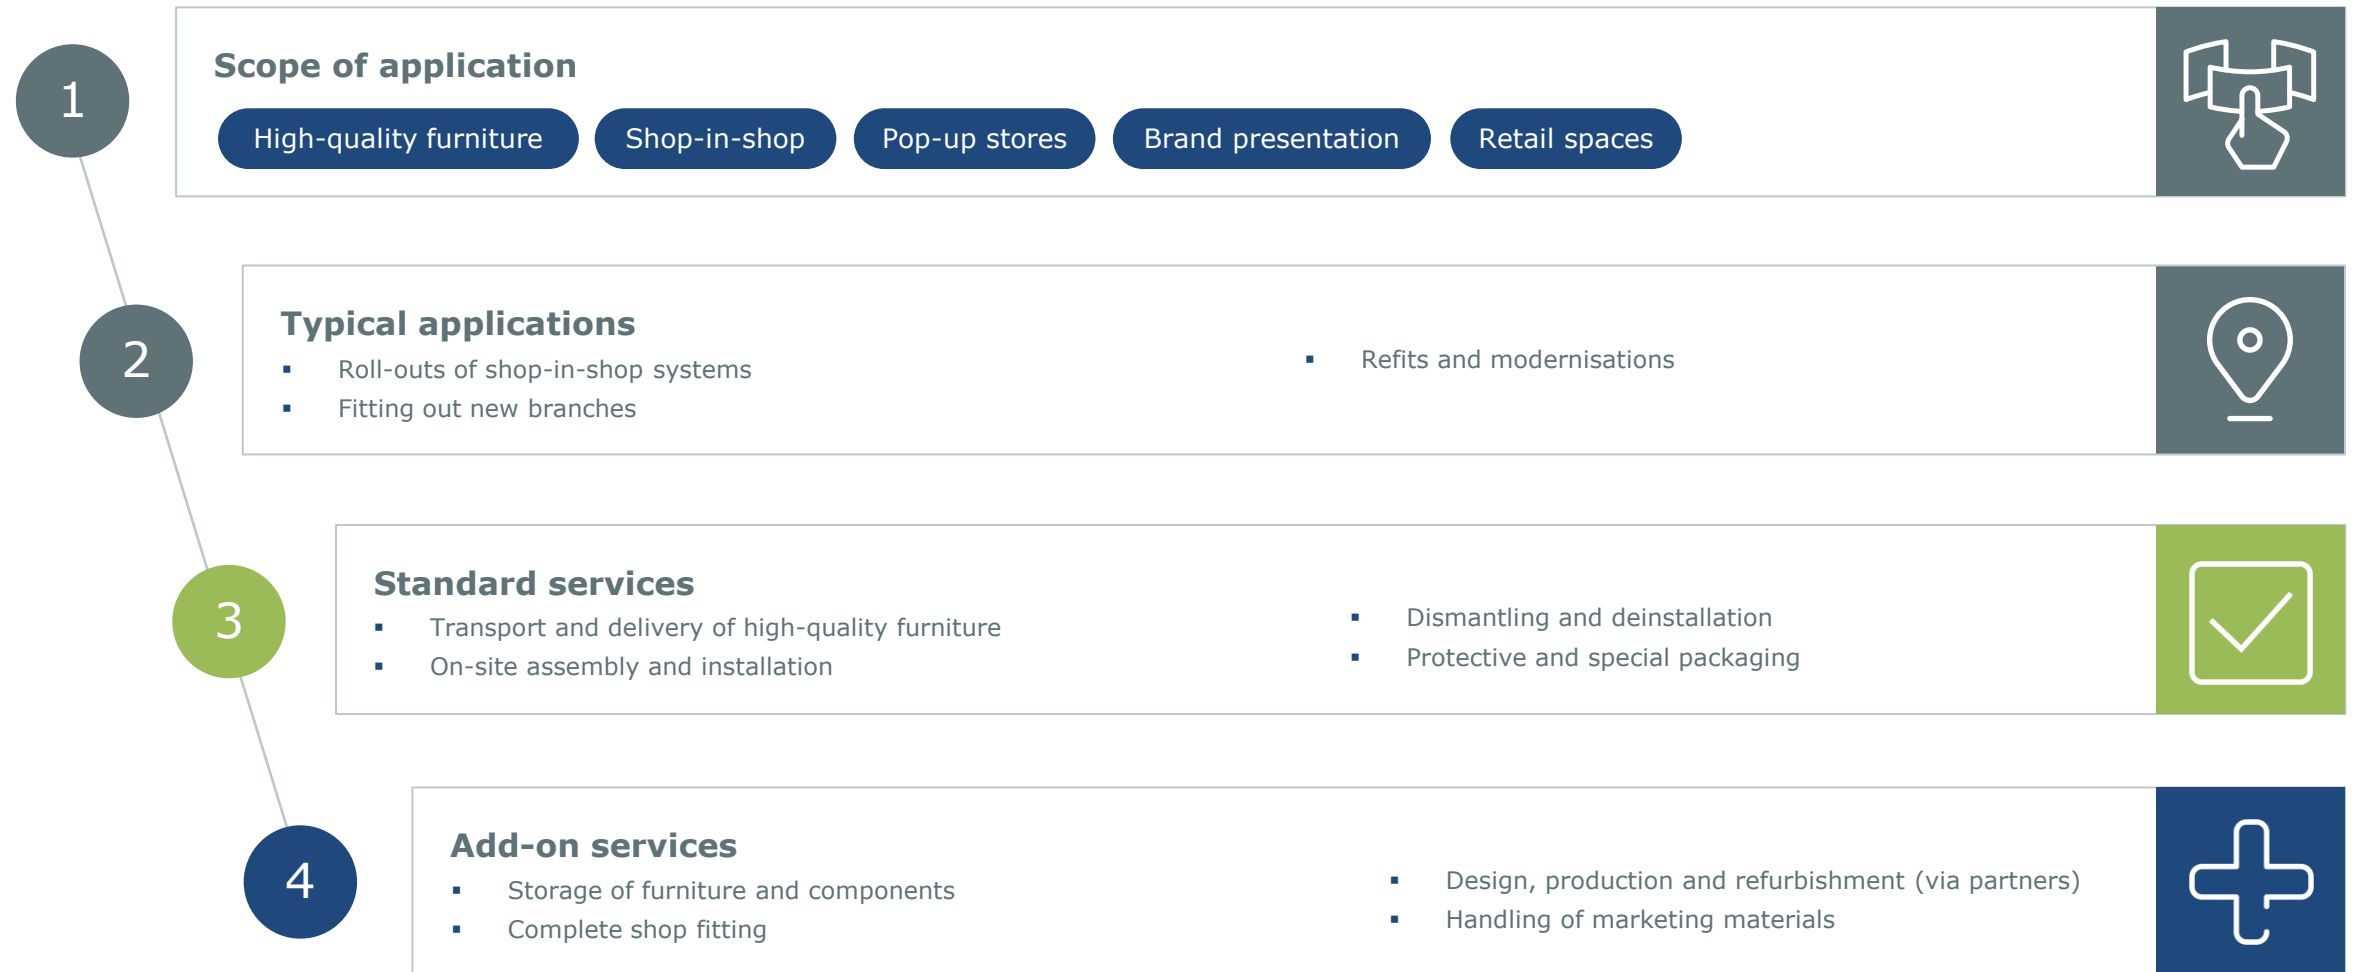 1
Scope of application
High-quality furniture
Shop-in-shop
Pop-up stores
Brand presentation
Retail spaces
2
Typical applications
▪ Roll-outs of shop-in-shop systems
▪ Fitting out new branches
▪ Refits and modernisations
3
Standard services
▪ Transport and delivery of high-quality furniture
▪ On-site assembly and installation
▪ Dismantling and deinstallation
▪ Protective and special packaging
4
Add-on services
▪ Storage of furniture and components
▪ Complete shop fitting
▪ Design, production and refurbishment (via partners)
▪ Handling of marketing materials